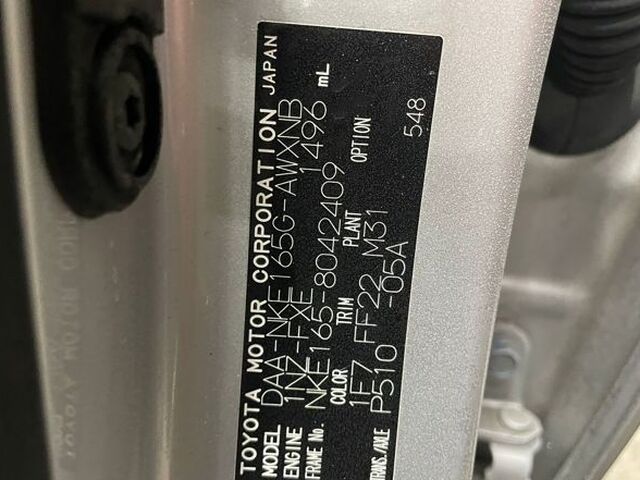 TOYOTA MOTOR CORPORATION JAPAN
MODEL DAA-NKE165G-AWXNB
ENGINE 1NZ-FXE 1496 mL
FRAME No. NKE165-8042409
COLOR TRIM PLANT OPTION
1F7 FF22 M31
TRANS./AXLE P510 -05A
548